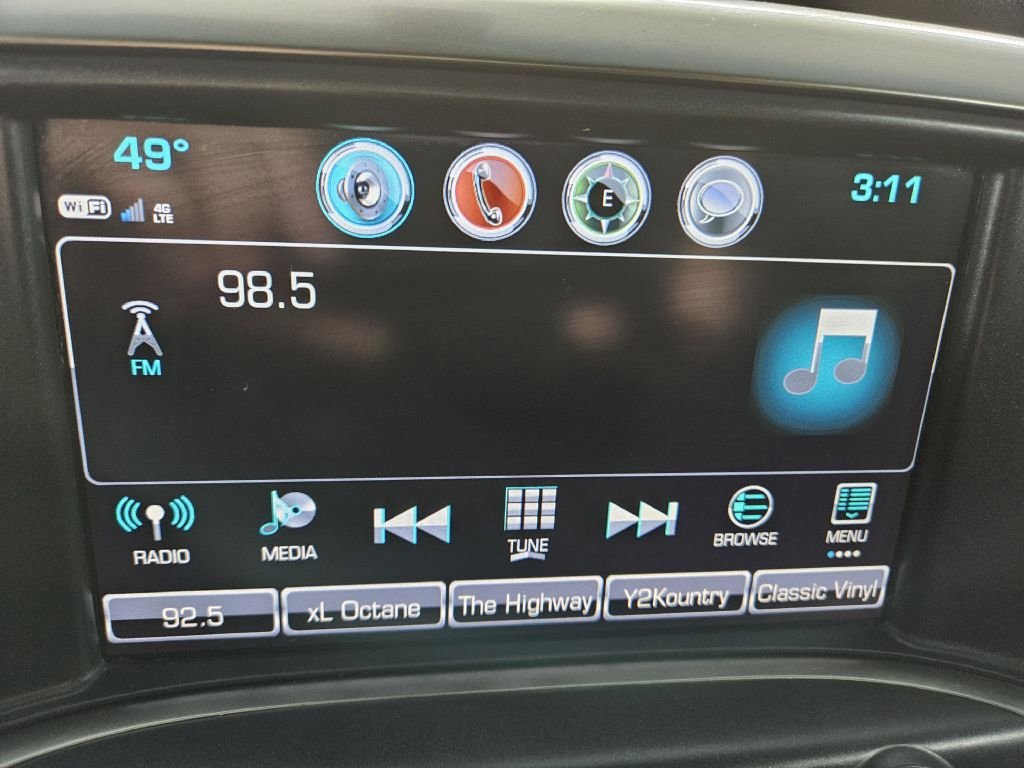 49°
3:11
WiFi
4G
LTE
E
98.5
FM
RADIO
MEDIA
TUNE
BROWSE
MENU
92.5
xL Octane
The Highway
Y2Kountry
Classic Vinyl